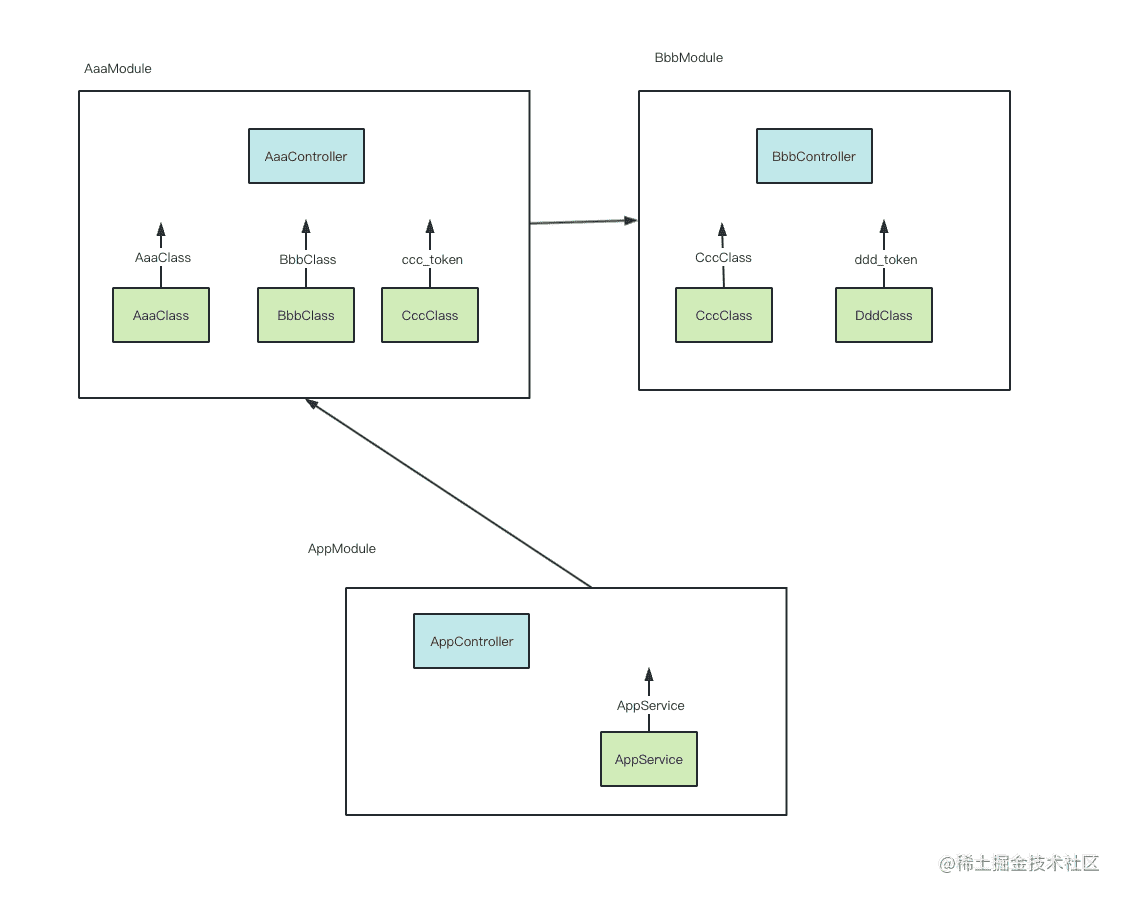 AaaModule
AaaController
AaaClass
BbbClass
ccc_token
AaaClass
BbbClass
CccClass
BbbModule
BbbController
CccClass
ddd_token
CccClass
DddClass
AppModule
AppController
AppService
AppService
@稀土掘金技术社区